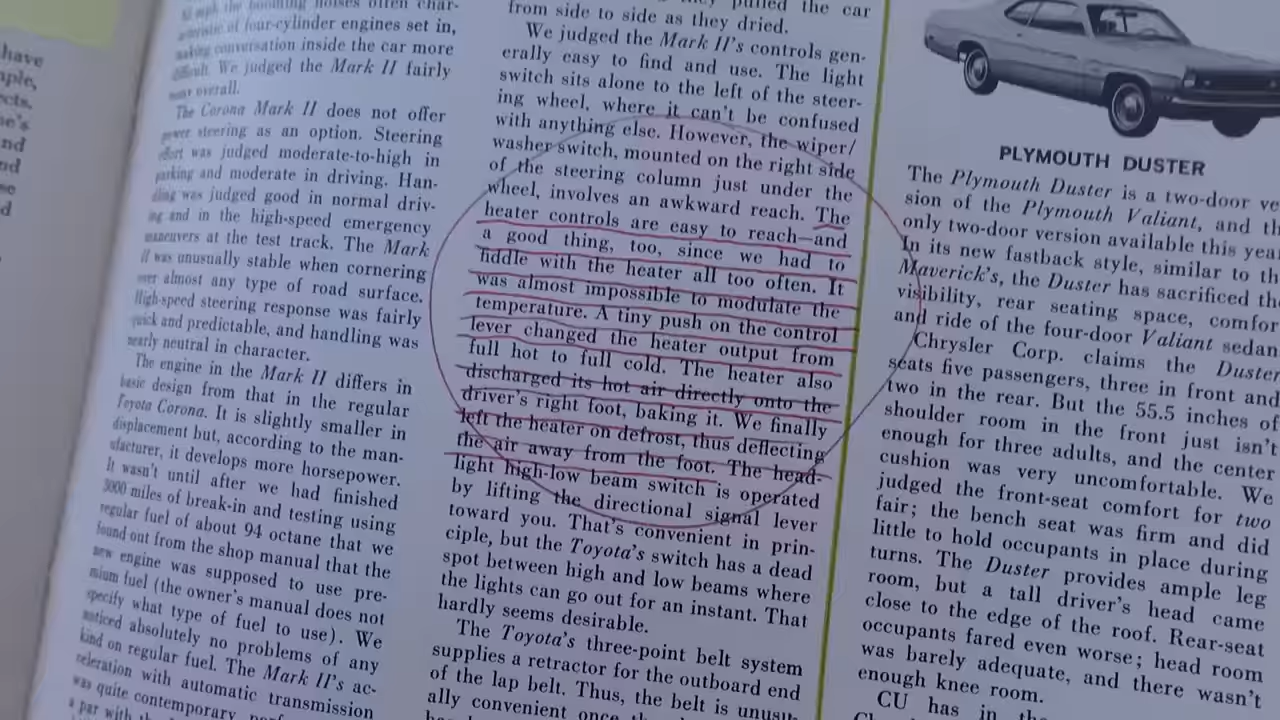 have
and
of four-cylinder engines set in,
making conversation inside the car more
difficult. We judged the Mark II fairly
overall.
The Corona Mark II does not offer
power steering as an option. Steering
effort was judged moderate-to-high in
parking and moderate in driving. Han-
dling was judged good in normal driv-
ing and in the high-speed emergency
maneuvers at the test track. The Mark
II was unusually stable when cornering
over almost any type of road surface.
High-speed steering response was fairly
quick and predictable, and handling was
nearly neutral in character.
The engine in the Mark II differs in
basic design from that in the regular
Toyota Corona. It is slightly smaller in
displacement but, according to the man-
ufacturer, it develops more horsepower.
It wasn't until after we had finished
3000 miles of break-in and testing using
regular fuel of about 94 octane that we
found out from the shop manual that the
new engine was supposed to use pre-
mium fuel (the owner's manual does not
specify what type of fuel to use). We
noticed absolutely no problems of any
kind on regular fuel. The Mark II's ac-
celeration with automatic transmission
was quite contemporary
a par with the
they pulled the car
from side to side as they dried.
We judged the Mark II's controls gen-
erally easy to find and use. The light
switch sits alone to the left of the steer-
ing wheel, where it can't be confused
with anything else. However, the wiper/
washer switch, mounted on the right side
of the steering column just under the
wheel, involves an awkward reach. The
heater controls are easy to reach—and
a good thing, too, since we had to
fiddle with the heater all too often. It
was almost impossible to modulate the
temperature. A tiny push on the control
lever changed the heater output from
full hot to full cold. The heater also
discharged its hot air directly onto the
driver's right foot, baking it. We finally
left the heater on defrost, thus deflecting
the air away from the foot. The head-
light high-low beam switch is operated
by lifting the directional signal lever
toward you. That's convenient in prin-
ciple, but the Toyota's switch has a dead
spot between high and low beams where
the lights can go out for an instant. That
hardly seems desirable.
The Toyota's three-point belt system
supplies a retractor for the outboard end
of the lap belt. Thus, the belt is unusu-
ally convenient once
PLYMOUTH DUSTER
The Plymouth Duster is a two-door ve
sion of the Plymouth Valiant, and th
only two-door version available this year
In its new fastback style, similar to th
Maverick's, the Duster has sacrificed th
visibility, rear seating space, comfor
and ride of the four-door Valiant sedan
Chrysler Corp. claims the Duster
seats five passengers, three in front and
two in the rear. But the 55.5 inches of
shoulder room in the front just isn't
enough for three adults, and the center
cushion was very uncomfortable. We
judged the front-seat comfort for two
fair; the bench seat was firm and did
little to hold occupants in place during
turns. The Duster provides ample leg
room, but a tall driver's head came
close to the edge of the roof. Rear-seat
occupants fared even worse; head room
was barely adequate, and there wasn't
enough knee room.
CU has in the